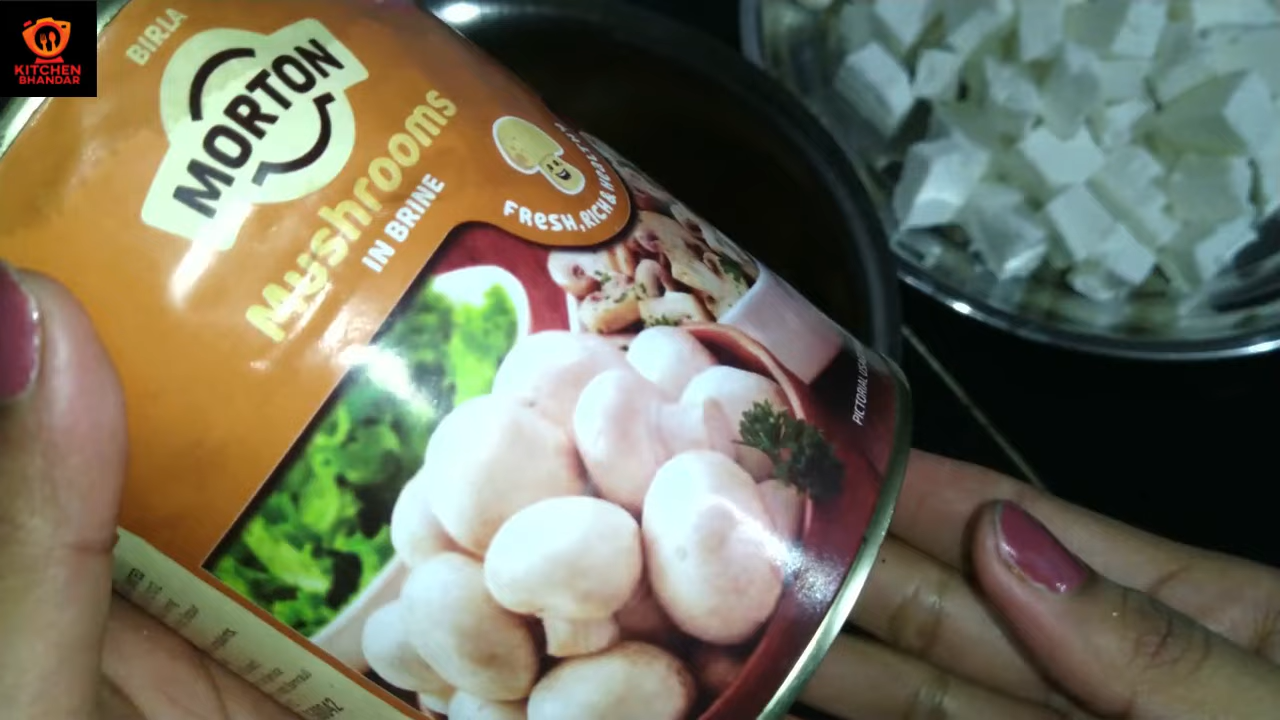 KITCHEN
BHANDAR
BIRLA
MORTON
Mushrooms
IN BRINE
FRESH, RICH &
PICTORIAL